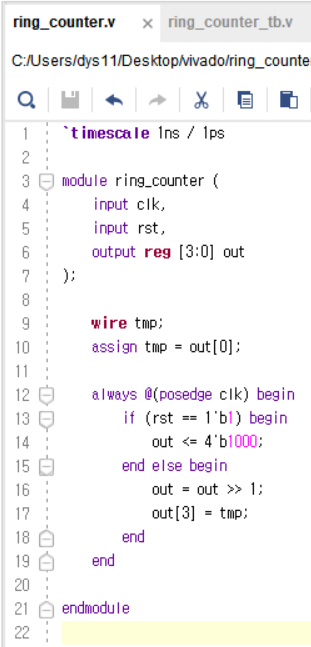 ring_counter.v × ring_counter_tb.v
C:/Users/dys11/Desktop/vivado/ring_counte
1 `timescale 1ns / 1ps
2
3 module ring_counter (
4 input clk,
5 input rst,
6 output reg [3:0] out
7 );
8
9 wire tmp;
10 assign tmp = out[0];
11
12 always @(posedge clk) begin
13 if (rst == 1'b1) begin
14 out <= 4'b1000;
15 end else begin
16 out = out >> 1;
17 out[3] = tmp;
18 end
19 end
20
21 endmodule
22